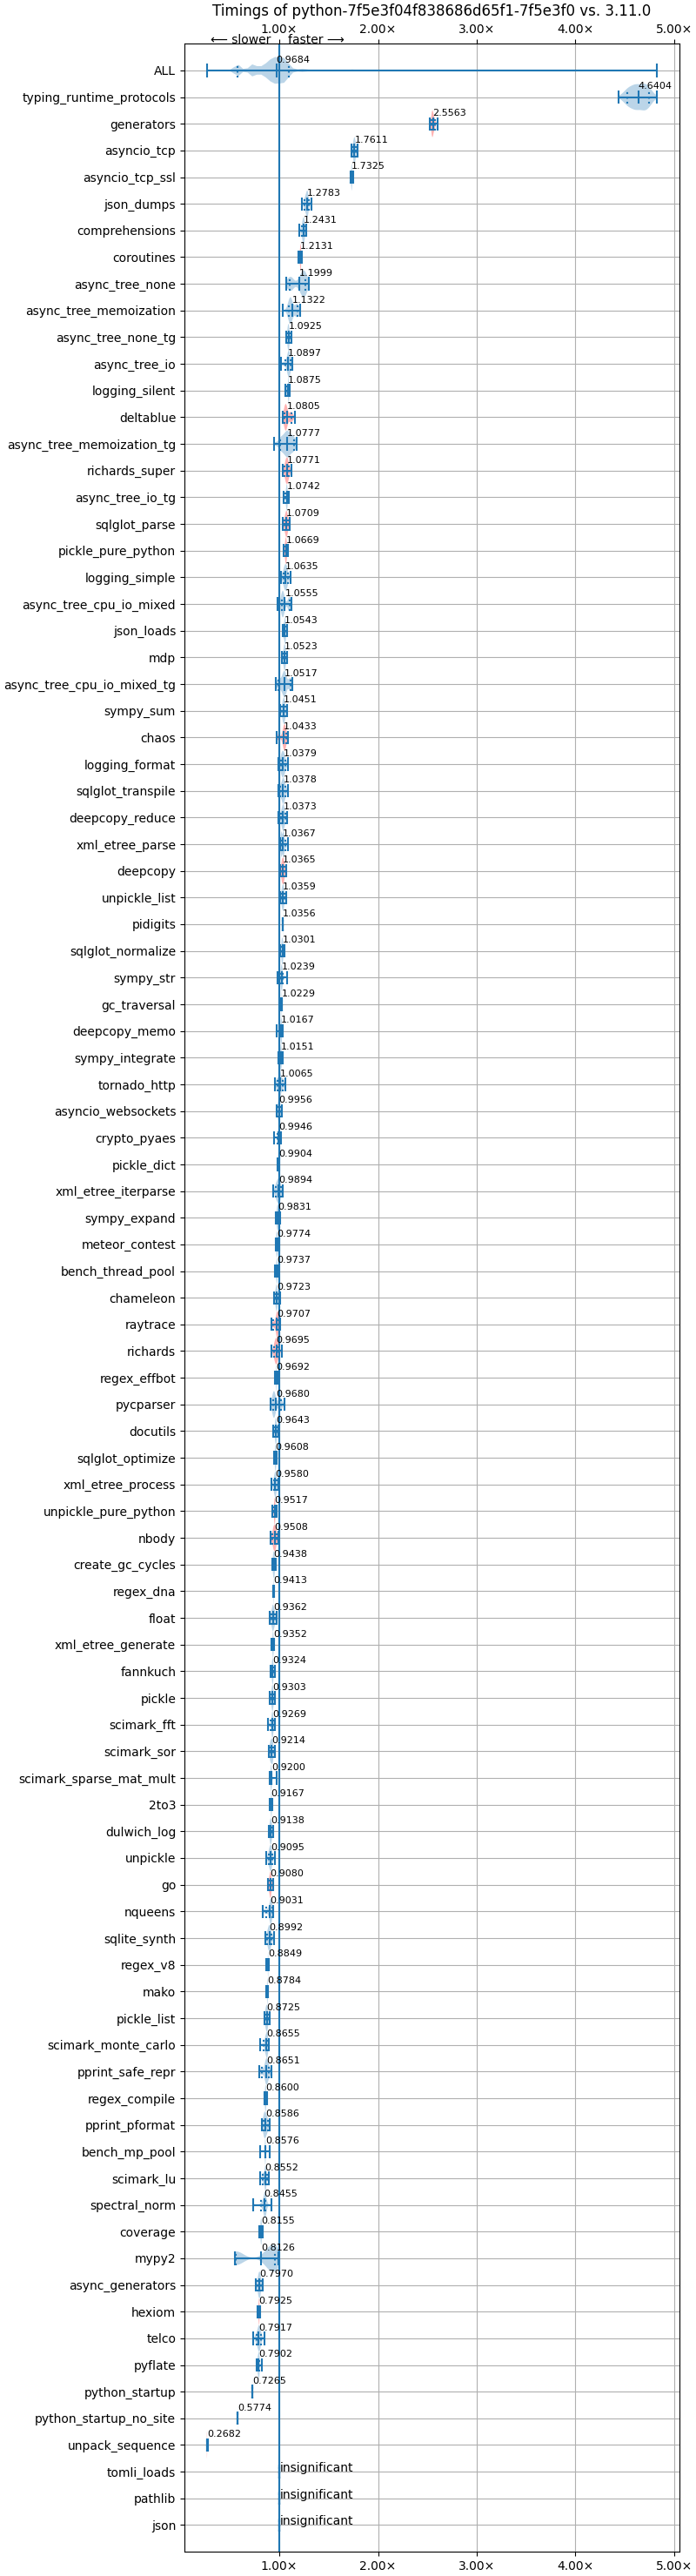 Timings of python-7f5e3f04f838686d65f1-7f5e3f0 vs. 3.11.0
1.00× 2.00× 3.00× 4.00× 5.00×
⟵ slower faster ⟶
ALL 0.9684
typing_runtime_protocols 4.6404
generators 2.5563
asyncio_tcp 1.7611
asyncio_tcp_ssl 1.7325
json_dumps 1.2783
comprehensions 1.2431
coroutines 1.2131
async_tree_none 1.1999
async_tree_memoization 1.1322
async_tree_none_tg 1.0925
async_tree_io 1.0897
logging_silent 1.0875
deltablue 1.0805
async_tree_memoization_tg 1.0777
richards_super 1.0771
async_tree_io_tg 1.0742
sqlglot_parse 1.0709
pickle_pure_python 1.0669
logging_simple 1.0635
async_tree_cpu_io_mixed 1.0555
json_loads 1.0543
mdp 1.0523
async_tree_cpu_io_mixed_tg 1.0517
sympy_sum 1.0451
chaos 1.0433
logging_format 1.0379
sqlglot_transpile 1.0378
deepcopy_reduce 1.0373
xml_etree_parse 1.0367
deepcopy 1.0365
unpickle_list 1.0359
pidigits 1.0356
sqlglot_normalize 1.0301
sympy_str 1.0239
gc_traversal 1.0229
deepcopy_memo 1.0167
sympy_integrate 1.0151
tornado_http 1.0065
asyncio_websockets 0.9956
crypto_pyaes 0.9946
pickle_dict 0.9904
xml_etree_iterparse 0.9894
sympy_expand 0.9831
meteor_contest 0.9774
bench_thread_pool 0.9737
chameleon 0.9723
raytrace 0.9707
richards 0.9695
regex_effbot 0.9692
pycparser 0.9680
docutils 0.9643
sqlglot_optimize 0.9608
xml_etree_process 0.9580
unpickle_pure_python 0.9517
nbody 0.9508
create_gc_cycles 0.9438
regex_dna 0.9413
float 0.9362
xml_etree_generate 0.9352
fannkuch 0.9324
pickle 0.9303
scimark_fft 0.9269
scimark_sor 0.9214
scimark_sparse_mat_mult 0.9200
2to3 0.9167
dulwich_log 0.9138
unpickle 0.9095
go 0.9080
nqueens 0.9031
sqlite_synth 0.8992
regex_v8 0.8849
mako 0.8784
pickle_list 0.8725
scimark_monte_carlo 0.8655
pprint_safe_repr 0.8651
regex_compile 0.8600
pprint_pformat 0.8586
bench_mp_pool 0.8576
scimark_lu 0.8552
spectral_norm 0.8455
coverage 0.8155
mypy2 0.8126
async_generators 0.7970
hexiom 0.7925
telco 0.7917
pyflate 0.7902
python_startup 0.7265
python_startup_no_site 0.5774
unpack_sequence 0.2682
tomli_loads insignificant
pathlib insignificant
json insignificant
1.00× 2.00× 3.00× 4.00× 5.00×